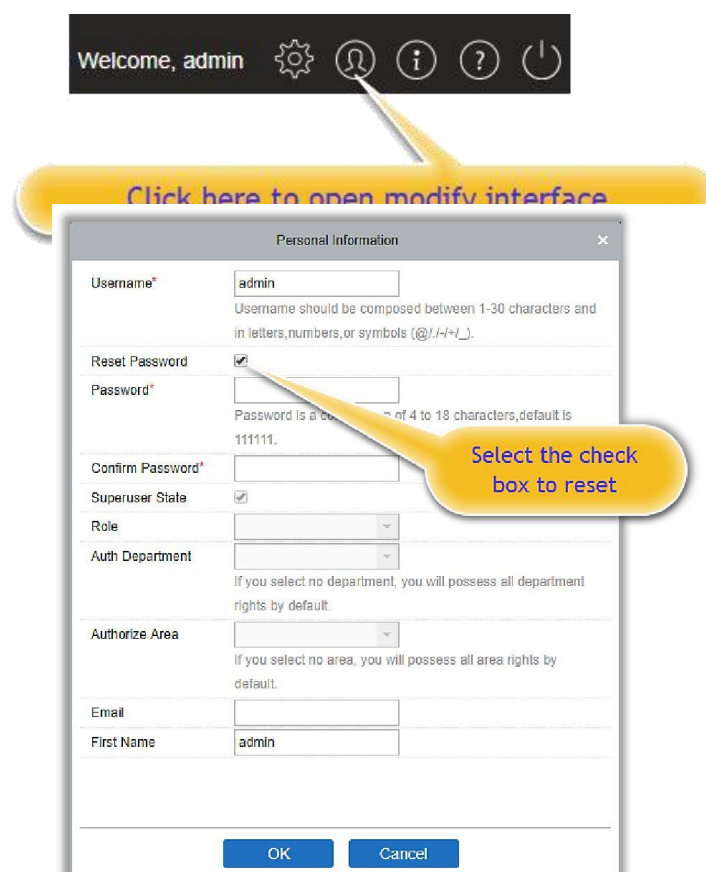 Welcome, admin
Click here to open modify interface
Personal Information
Username*
admin
Username should be composed between 1-30 characters and
in letters,numbers,or symbols (@/./-/+/_).
Reset Password
Password*
Password is a of 4 to 18 characters,default is
111111.
Select the check
box to reset
Confirm Password*
Superuser State
Role
Auth Department
If you select no department, you will possess all department
rights by default.
Authorize Area
If you select no area, you will possess all area rights by
default.
Email
First Name
admin
OK
Cancel